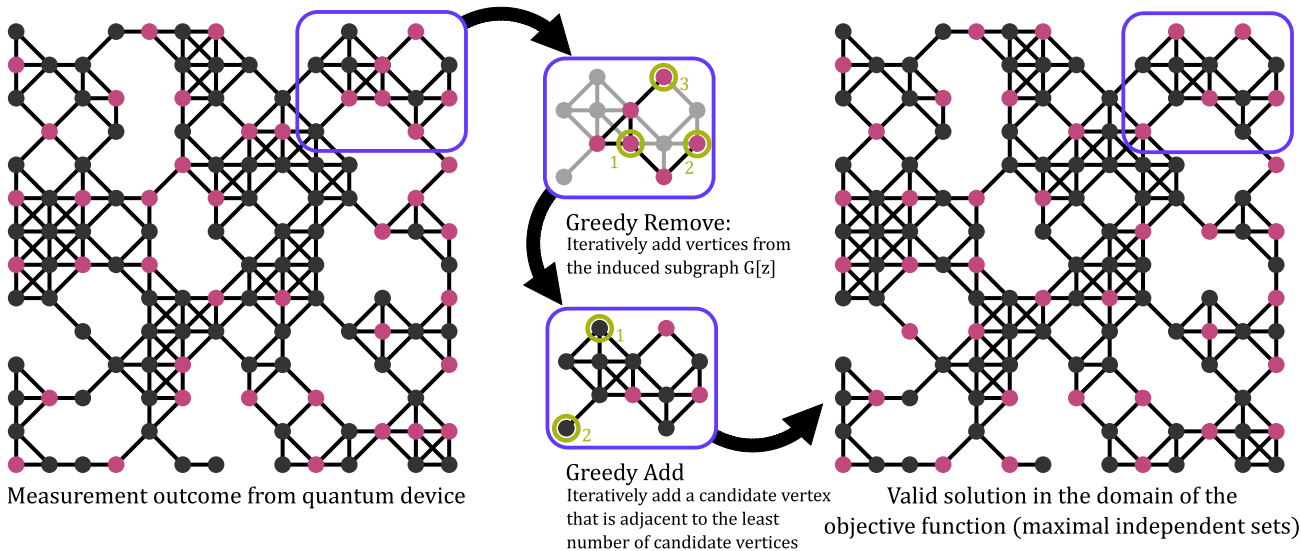 3
1
2
Greedy Remove:
Iteratively add vertices from
the induced subgraph G[z]
1
2
Greedy Add
Iteratively add a candidate vertex
that is adjacent to the least
number of candidate vertices
Measurement outcome from quantum device
Valid solution in the domain of the
objective function (maximal independent sets)